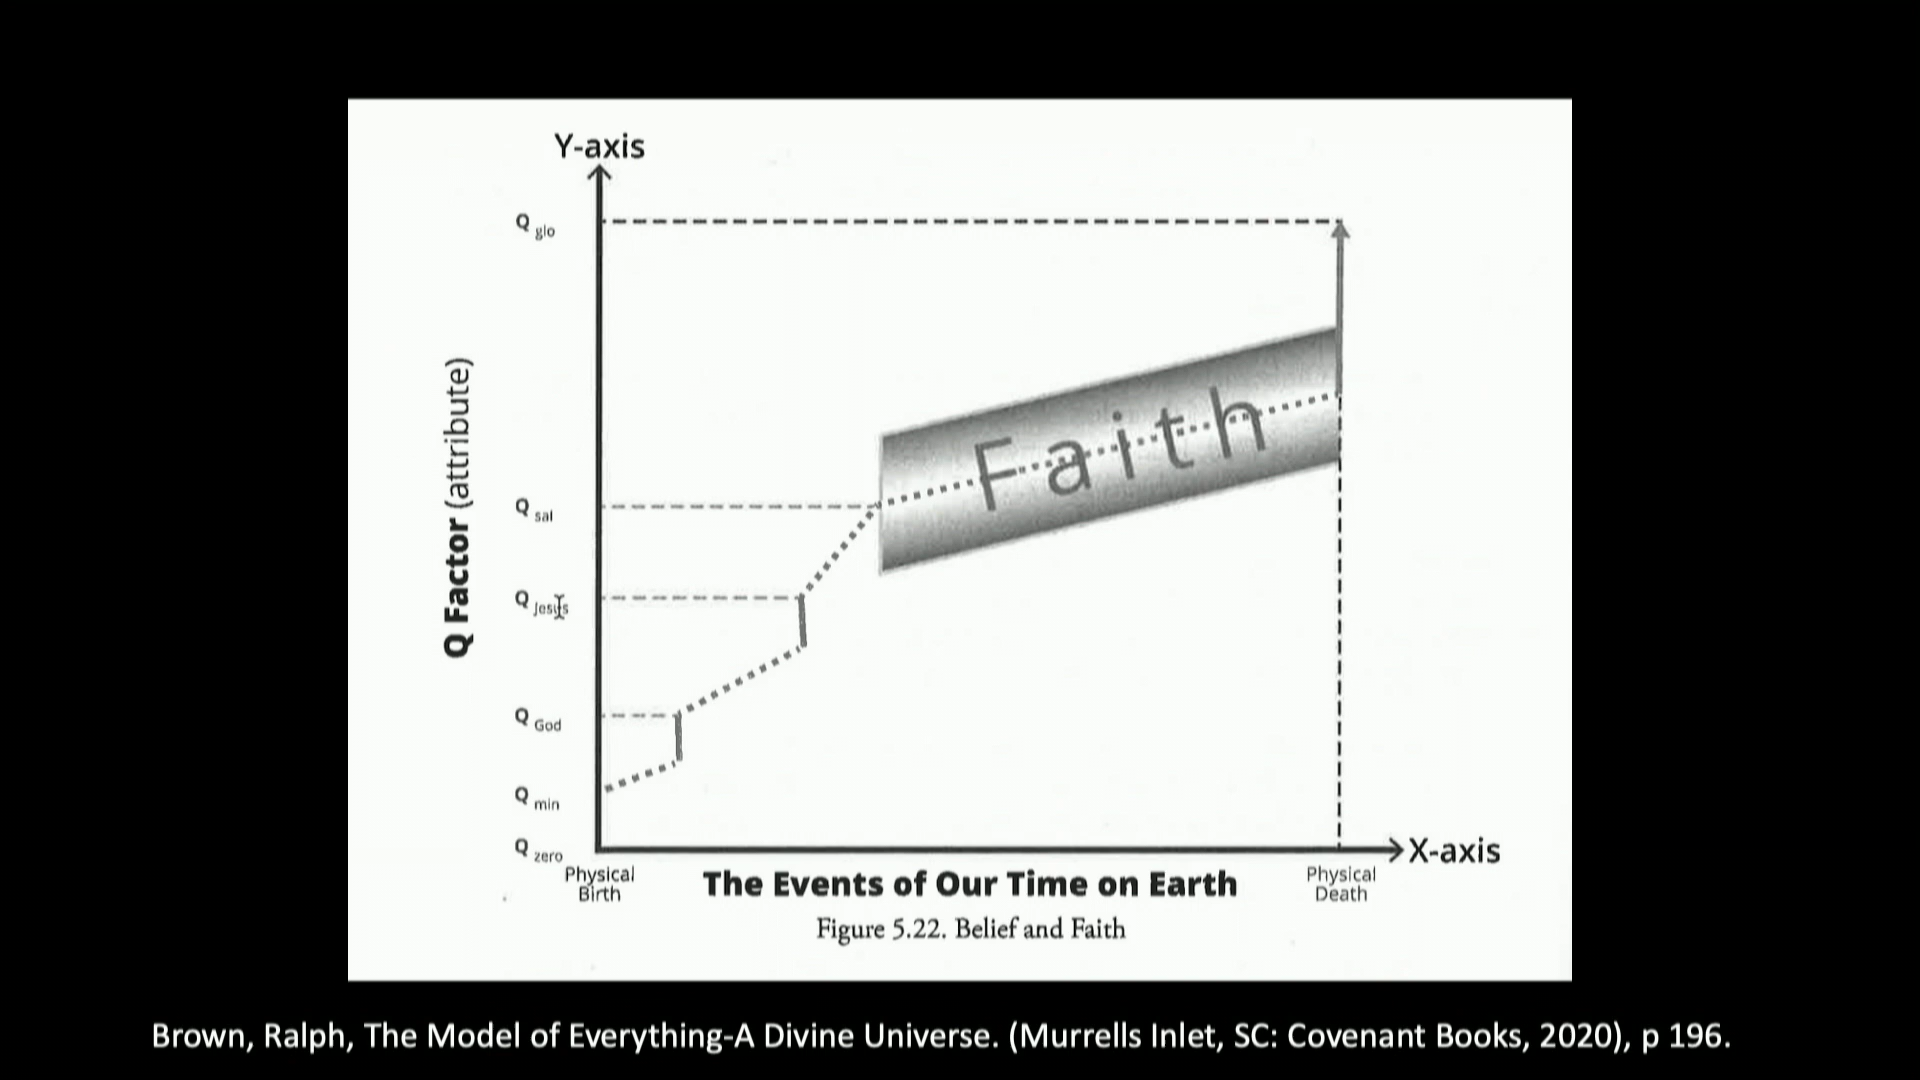 Y-axis
Q glo
Q Factor (attribute)
Faith
Q sal
Q Jesus
Q God
Q min
Q zero
X-axis
Physical
Birth
The Events of Our Time on Earth
Physical
Death
Figure 5.22. Belief and Faith
Brown, Ralph, The Model of Everything-A Divine Universe. (Murrells Inlet, SC: Covenant Books, 2020), p 196.